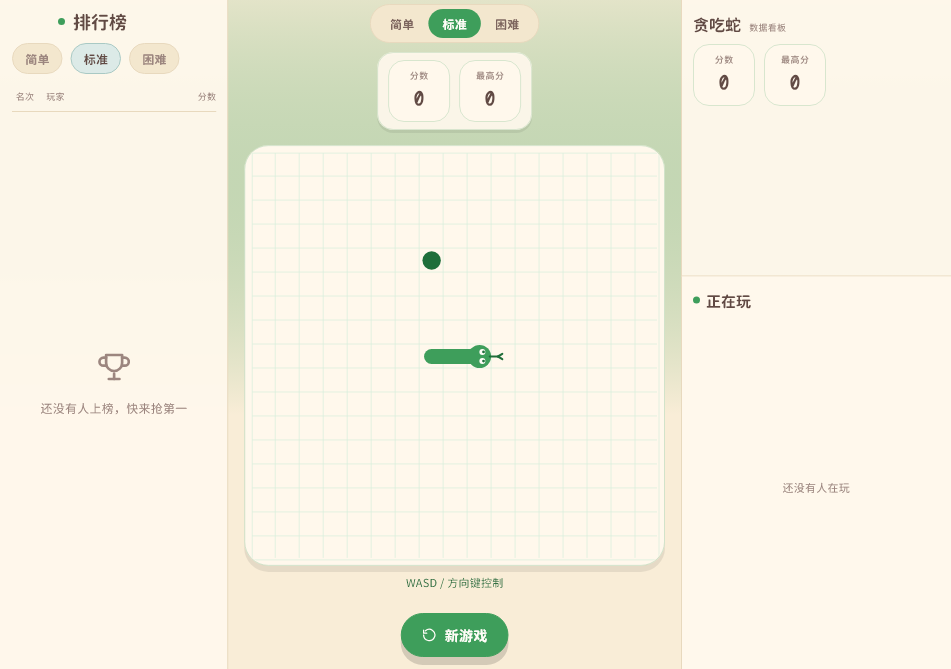 排行榜
简单 标准 困难
名次 玩家 分数
还没有人上榜，快来抢第一
简单 标准 困难
分数 最高分
0 0
WASD / 方向键控制
新游戏
贪吃蛇 数据看板
分数 最高分
0 0
正在玩
还没有人在玩